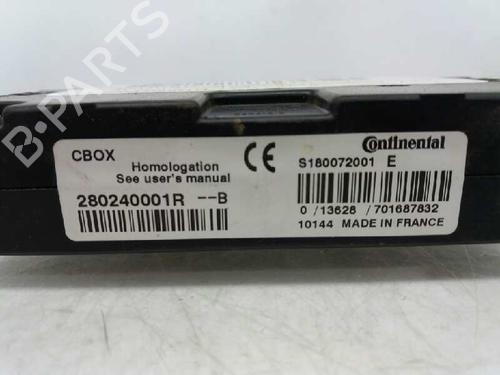 CBOX
Homologation
See user's manual
280240001R --B
CE
Continental
S180072001 E
0 /13628 /701687832
10144 MADE IN FRANCE
B-PARTS